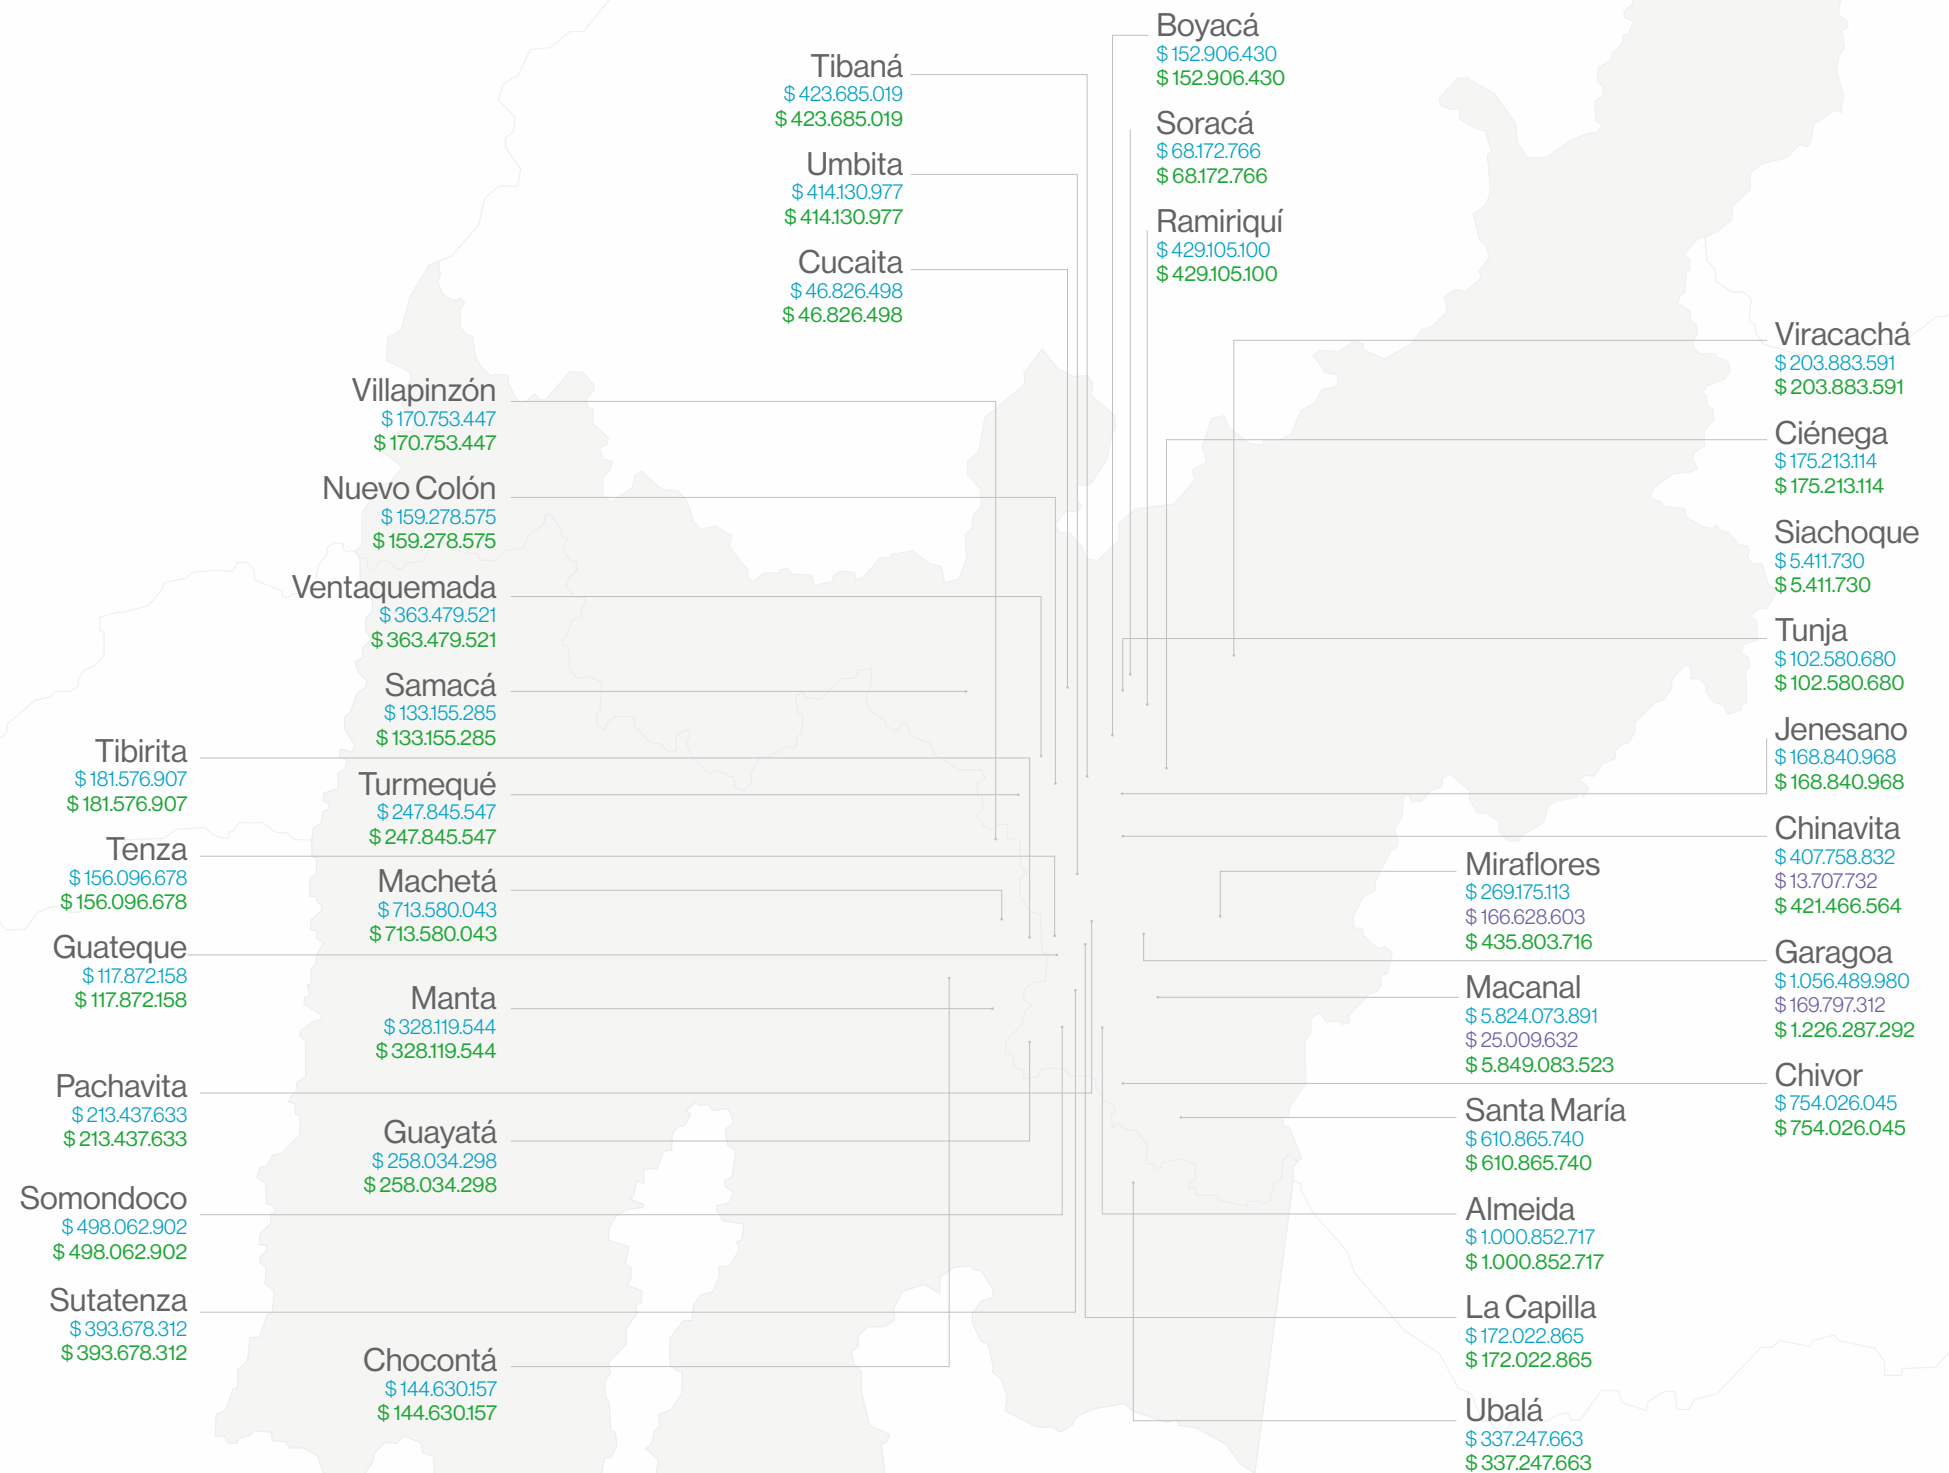 Boyacá
$ 152.906.430
$ 152.906.430
Tibaná
$ 423.685.019
$ 423.685.019
Soracá
$ 68.172.766
$ 68.172.766
Umbita
$ 414.130.977
$ 414.130.977
Ramiriquí
$ 429.105.100
$ 429.105.100
Cucaita
$ 46.826.498
$ 46.826.498
Viracachá
$ 203.883.591
$ 203.883.591
Villapinzón
$ 170.753.447
$ 170.753.447
Ciénega
$ 175.213.114
$ 175.213.114
Nuevo Colón
$ 159.278.575
$ 159.278.575
Siachoque
$ 5.411.730
$ 5.411.730
Ventaquemada
$ 363.479.521
$ 363.479.521
Tunja
$ 102.580.680
$ 102.580.680
Samacá
$ 133.155.285
$ 133.155.285
Jenesano
$ 168.840.968
$ 168.840.968
Tibirita
$ 181.576.907
$ 181.576.907
Turmequé
$ 247.845.547
$ 247.845.547
Chinavita
$ 407.758.832
$ 13.707.732
$ 421.466.564
Tenza
$ 156.096.678
$ 156.096.678
Machetá
$ 713.580.043
$ 713.580.043
Miraflores
$ 269.175.113
$ 166.628.603
$ 435.803.716
Guateque
$ 117.872.158
$ 117.872.158
Garagoa
$ 1.056.489.980
$ 169.797.312
$ 1.226.287.292
Manta
$ 328.119.544
$ 328.119.544
Macanal
$ 5.824.073.891
$ 25.009.632
$ 5.849.083.523
Pachavita
$ 213.437.633
$ 213.437.633
Chivor
$ 754.026.045
$ 754.026.045
Guayatá
$ 258.034.298
$ 258.034.298
Santa María
$ 610.865.740
$ 610.865.740
Somondoco
$ 498.062.902
$ 498.062.902
Almeida
$ 1.000.852.717
$ 1.000.852.717
Sutatenza
$ 393.678.312
$ 393.678.312
La Capilla
$ 172.022.865
$ 172.022.865
Chocontá
$ 144.630.157
$ 144.630.157
Ubalá
$ 337.247.663
$ 337.247.663